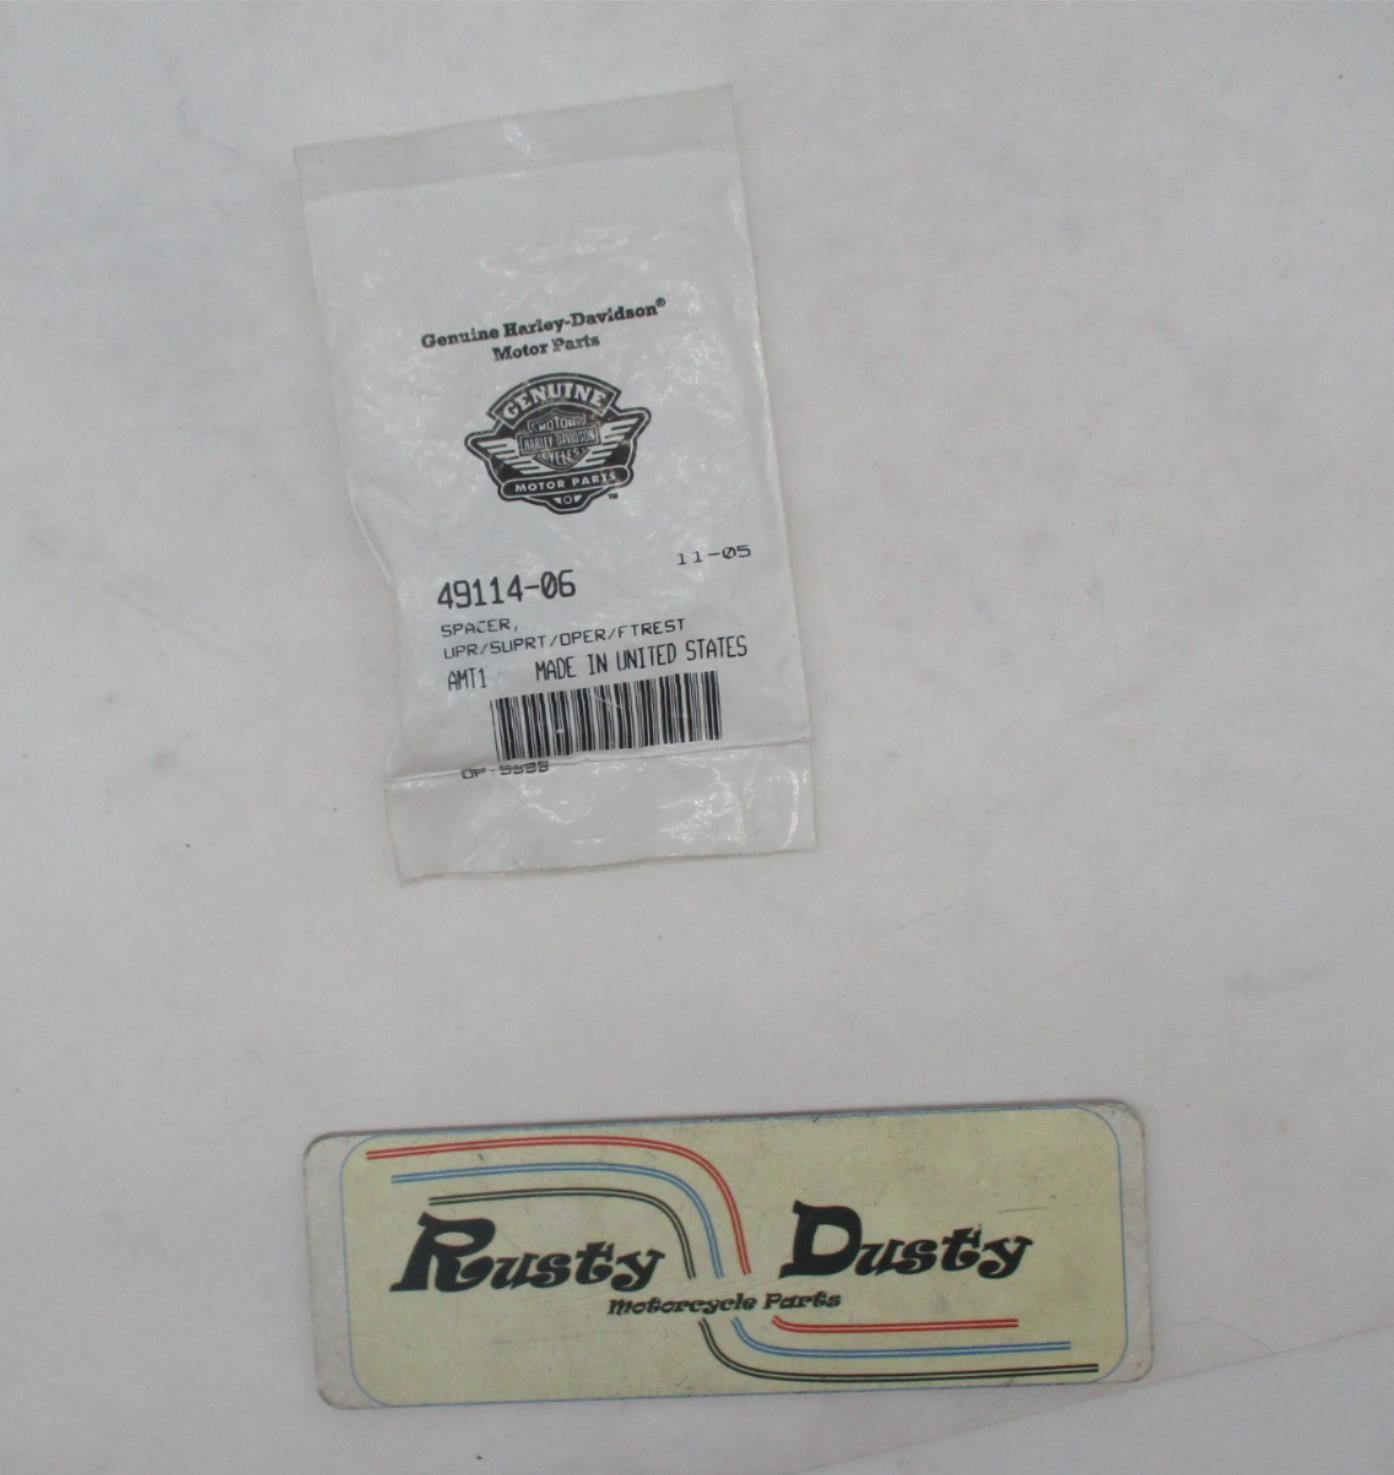 Genuine Harley-Davidson®
Motor Parts
GENUINE
MOTOR
HARLEY-DAVIDSON
CYCLES
MOTOR PARTS
™
11-05
49114-06
SPACER,
UPR/SUPRT/OPER/FTREST
AMT1 MADE IN UNITED STATES
Rusty Dusty
Motorcycle Parts